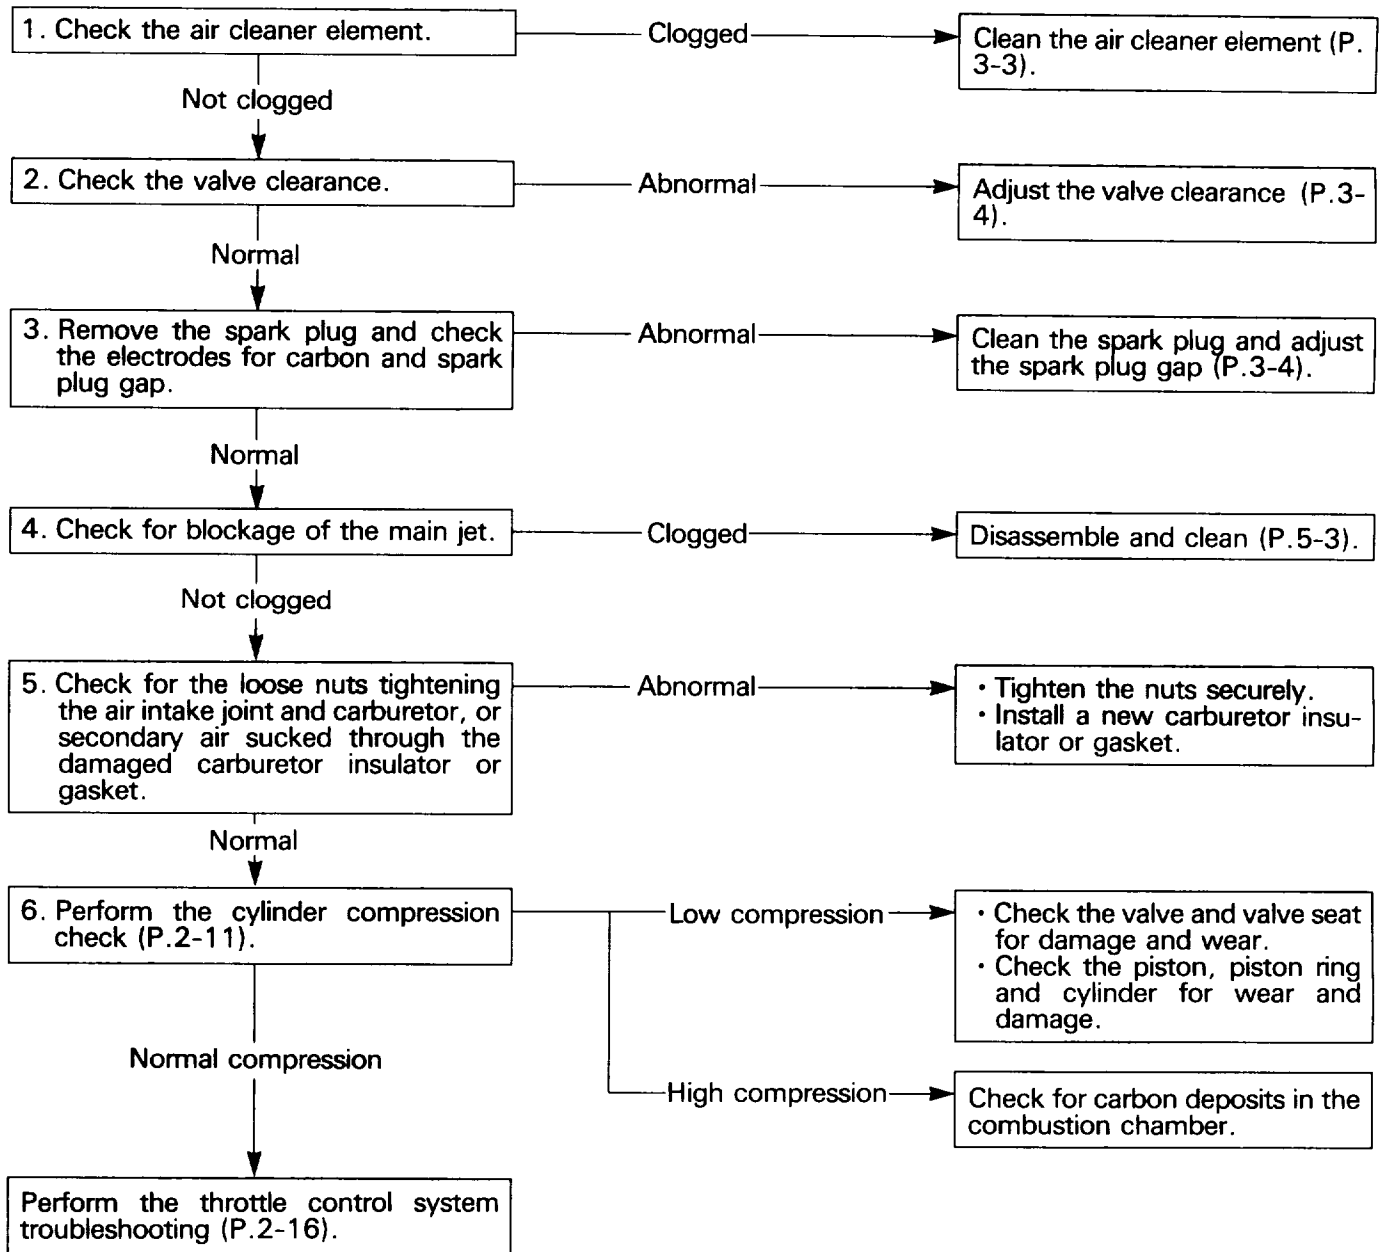 1. Check the air cleaner element.
Clogged
Clean the air cleaner element (P.
3-3).
Not clogged
2. Check the valve clearance.
Abnormal
Adjust the valve clearance (P.3-
4).
Normal
3. Remove the spark plug and check
the electrodes for carbon and spark
plug gap.
Abnormal
Clean the spark plug and adjust
the spark plug gap (P.3-4).
Normal
4. Check for blockage of the main jet.
Clogged
Disassemble and clean (P.5-3).
Not clogged
5. Check for the loose nuts tightening
the air intake joint and carburetor, or
secondary air sucked through the
damaged carburetor insulator or
gasket.
Abnormal
· Tighten the nuts securely.
· Install a new carburetor insu-
lator or gasket.
Normal
6. Perform the cylinder compression
check (P.2-11).
Low compression
· Check the valve and valve seat
for damage and wear.
· Check the piston, piston ring
and cylinder for wear and
damage.
Normal compression
High compression
Check for carbon deposits in the
combustion chamber.
Perform the throttle control system
troubleshooting (P.2-16).